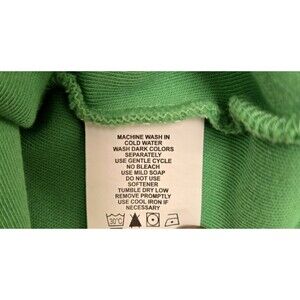 MACHINE WASH IN
COLD WATER
WASH DARK COLORS
SEPARATELY
USE GENTLE CYCLE
NO BLEACH
USE MILD SOAP
DO NOT USE
SOFTENER
TUMBLE DRY LOW
REMOVE PROMPTLY
USE COOL IRON IF
NECESSARY
30°C